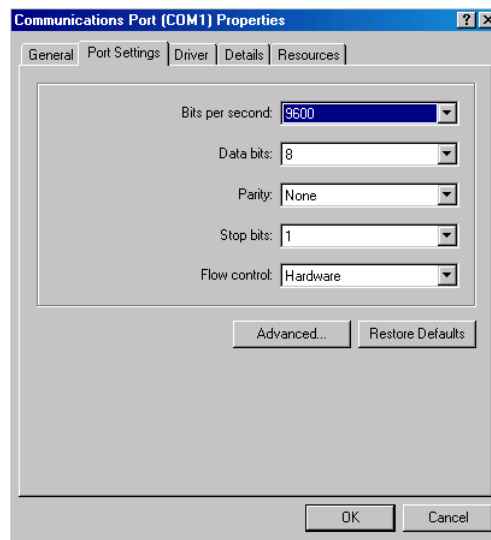 Communications Port (COM1) Properties
General Port Settings Driver Details Resources
Bits per second: 9600
Data bits: 8
Parity: None
Stop bits: 1
Flow control: Hardware
Advanced... Restore Defaults
OK Cancel